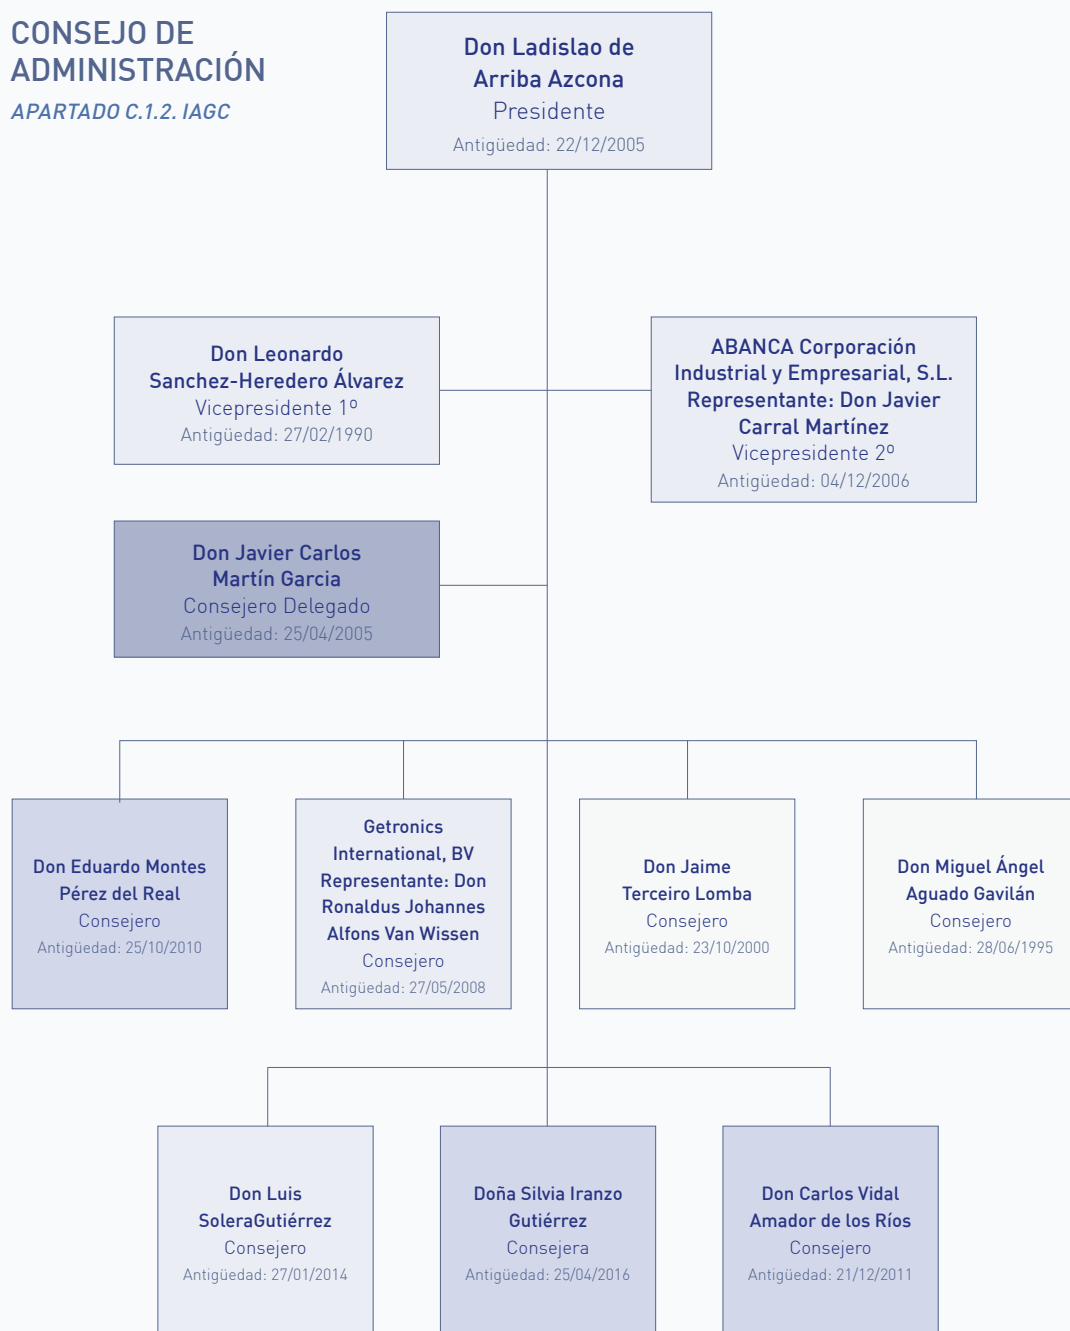 CONSEJO DE
ADMINISTRACIÓN
APARTADO C.1.2. IAGC
Don Ladislao de
Arriba Azcona
Presidente
Antigüedad: 22/12/2005
Don Leonardo
Sanchez-Heredero Álvarez
Vicepresidente 1º
Antigüedad: 27/02/1990
ABANCA Corporación
Industrial y Empresarial, S.L.
Representante: Don Javier
Carral Martínez
Vicepresidente 2º
Antigüedad: 04/12/2006
Don Javier Carlos
Martín Garcia
Consejero Delegado
Antigüedad: 25/04/2005
Don Eduardo Montes
Pérez del Real
Consejero
Antigüedad: 25/10/2010
Getronics
International, BV
Representante: Don
Ronaldus Johannes
Alfons Van Wissen
Consejero
Antigüedad: 27/05/2008
Don Jaime
Terceiro Lomba
Consejero
Antigüedad: 23/10/2000
Don Miguel Ángel
Aguado Gavilán
Consejero
Antigüedad: 28/06/1995
Don Luis
SoleraGutiérrez
Consejero
Antigüedad: 27/01/2014
Doña Silvia Iranzo
Gutiérrez
Consejera
Antigüedad: 25/04/2016
Don Carlos Vidal
Amador de los Ríos
Consejero
Antigüedad: 21/12/2011